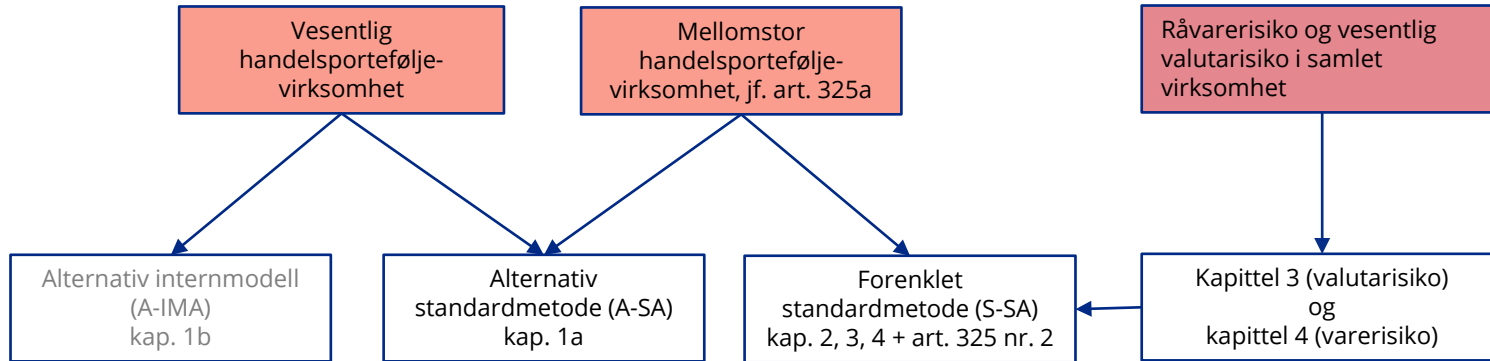 Vesentlig
handelsportefølje-
virksomhet
Mellomstor
handelsportefølje-
virksomhet, jf. art. 325a
Råvarerisiko og vesentlig
valutarisiko i samlet
virksomhet
Alternativ internmodell
(A-IMA)
kap. 1b
Alternativ
standardmetode (A-SA)
kap. 1a
Forenklet
standardmetode (S-SA)
kap. 2, 3, 4 + art. 325 nr. 2
Kapittel 3 (valutarisiko)
og
kapittel 4 (varerisiko)